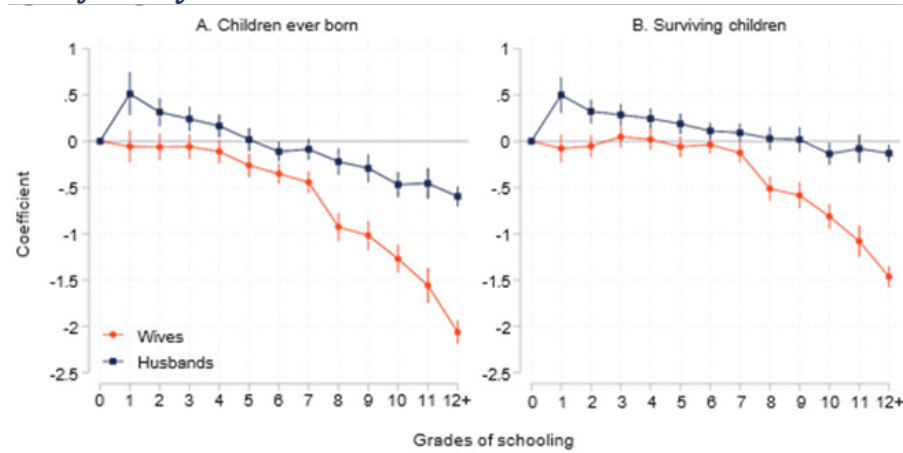 A. Children ever born
B. Surviving children
1
.5
0
-.5
-1
-1.5
-2
-2.5
Coefficient
Wives
Husbands
0 1 2 3 4 5 6 7 8 9 10 11 12+
1
.5
0
-.5
-1
-1.5
-2
-2.5
0 1 2 3 4 5 6 7 8 9 10 11 12+
Grades of schooling